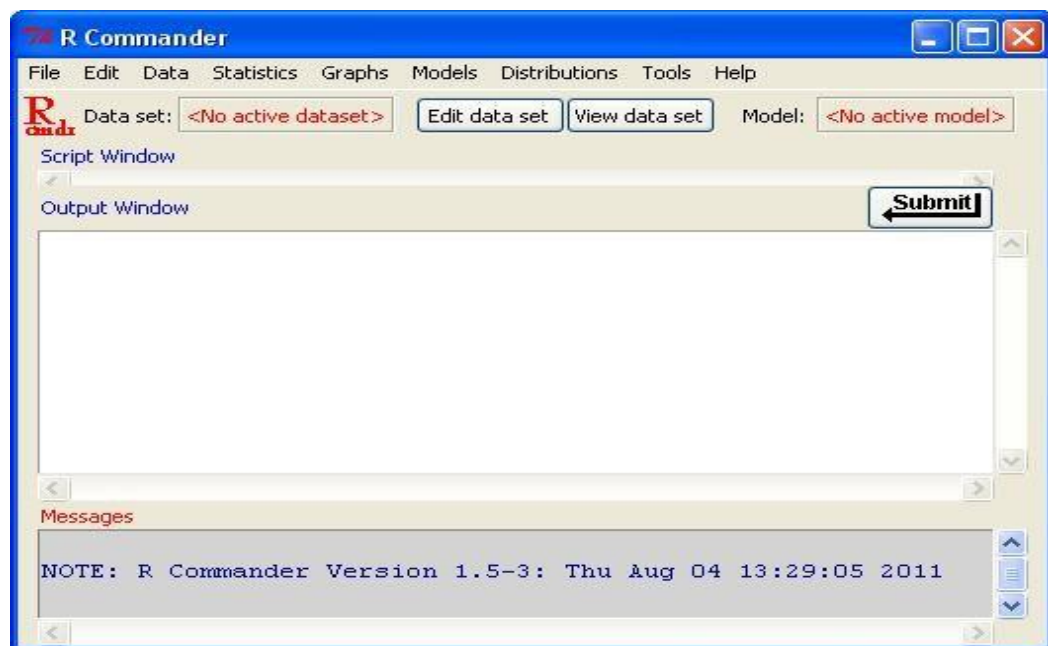 R Commander
File Edit Data Statistics Graphs Models Distributions Tools Help
R cmdr Data set: <No active dataset> Edit data set View data set Model: <No active model>
Script Window
Output Window Submit
Messages
NOTE: R Commander Version 1.5-3: Thu Aug 04 13:29:05 2011